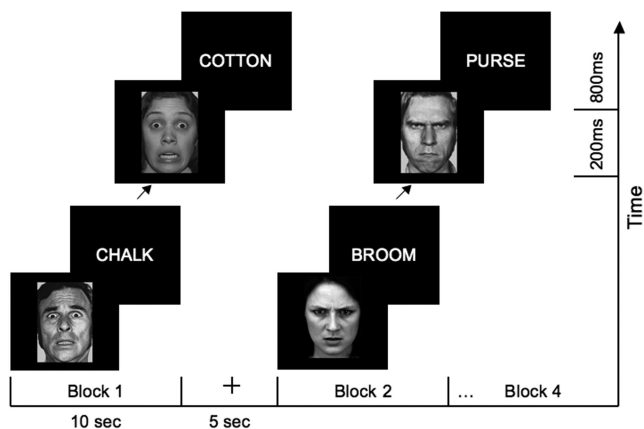 COTTON
PURSE
CHALK
BROOM
800ms
200ms
Time
Block 1
+
Block 2
... Block 4
10 sec
5 sec